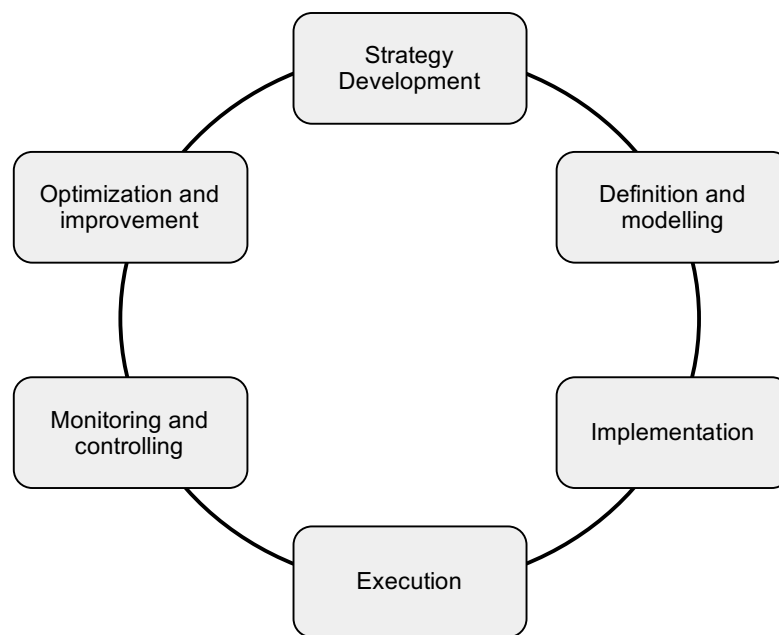 Strategy
Development
Definition and
modelling
Implementation
Execution
Monitoring and
controlling
Optimization and
improvement